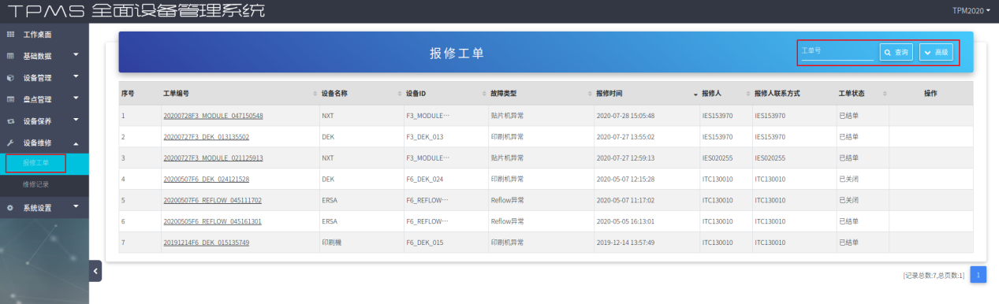 TPMS 全面设备管理系统
TPM2020
工作桌面
基础数据
设备管理
盘点管理
设备保养
设备维修
报修工单
维修记录
系统设置
报修工单
工单号 查询 高级
序号 工单编号 设备名称 设备ID 故障类型 报修时间 报修人 报修人联系方式 工单状态 操作
1 20200728F3_MODULE_047150548 NXT F3_MODULE… 贴片机异常 2020-07-28 15:05:48 IES153970 IES153970 已结单
2 20200727F3_DEK_013135502 DEK F3_DEK_013 印刷机异常 2020-07-27 13:55:02 IES153970 IES153970 已结单
3 20200727F3_MODULE_021125913 NXT F3_MODULE… 贴片机异常 2020-07-27 12:59:13 IES020255 IES020255 已结单
4 20200507F6_DEK_024121528 DEK F6_DEK_024 印刷机异常 2020-05-07 12:15:28 ITC130010 ITC130010 已关闭
5 20200507F6_REFLOW_045111702 ERSA F6_REFLOW… Reflow异常 2020-05-07 11:17:02 ITC130010 ITC130010 已关闭
6 20200505F6_REFLOW_045161301 ERSA F6_REFLOW… Reflow异常 2020-05-05 16:13:01 ITC130010 ITC130010 已结单
7 20191214F6_DEK_015135749 印刷機 F6_DEK_015 印刷机异常 2019-12-14 13:57:49 ITC130010 ITC130010 已结单
[记录总数:7,总页数:1] 1